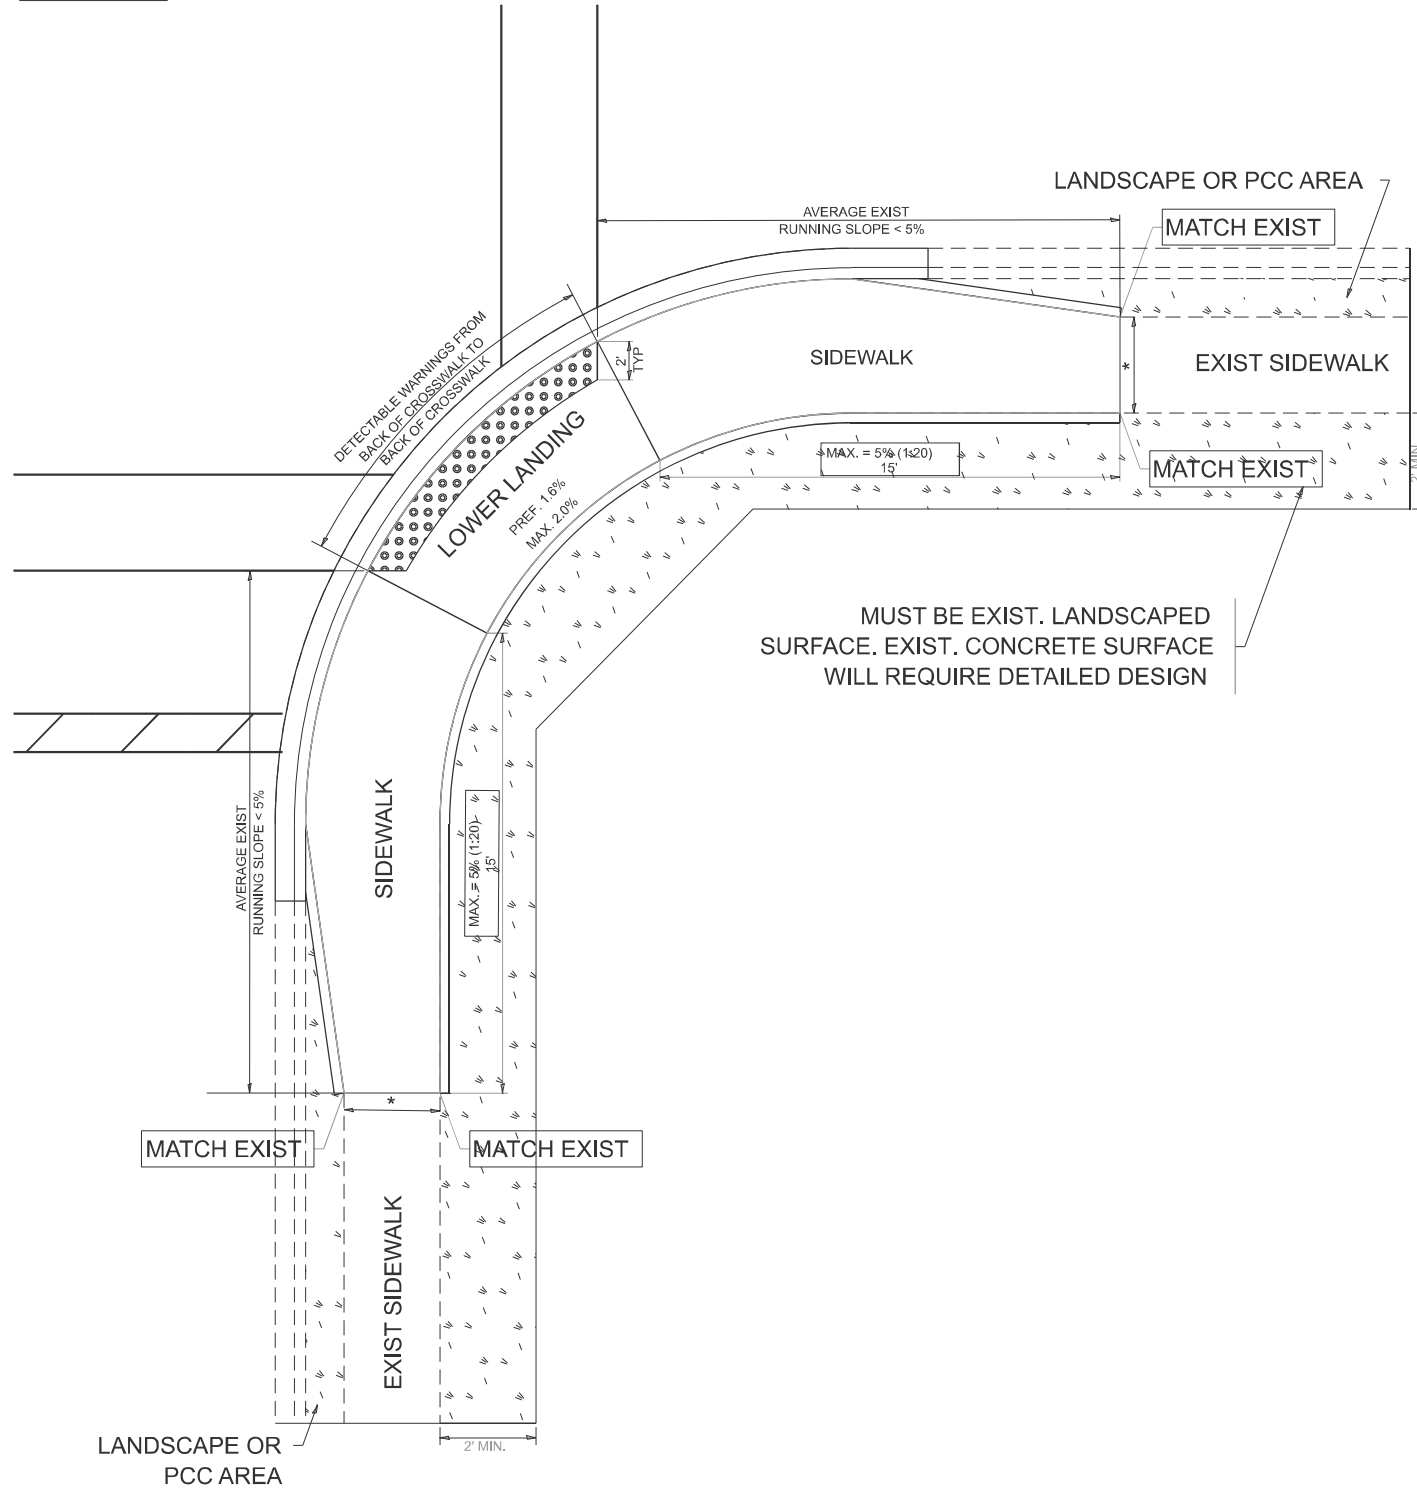 LANDSCAPE OR PCC AREA
AVERAGE EXIST
RUNNING SLOPE < 5%
MATCH EXIST
DETECTABLE WARNINGS FROM
BACK OF CROSSWALK TO
BACK OF CROSSWALK
2'
TYP
SIDEWALK
*
EXIST SIDEWALK
LOWER LANDING
PREF. 1.6%
MAX. 2.0%
MAX. = 5% (1:20)
15'
MATCH EXIST
2' MIN.
MUST BE EXIST. LANDSCAPED
SURFACE. EXIST. CONCRETE SURFACE
WILL REQUIRE DETAILED DESIGN
AVERAGE EXIST
RUNNING SLOPE < 5%
SIDEWALK
MAX. = 5% (1:20)
15'
*
MATCH EXIST
MATCH EXIST
EXIST SIDEWALK
LANDSCAPE OR
PCC AREA
2' MIN.